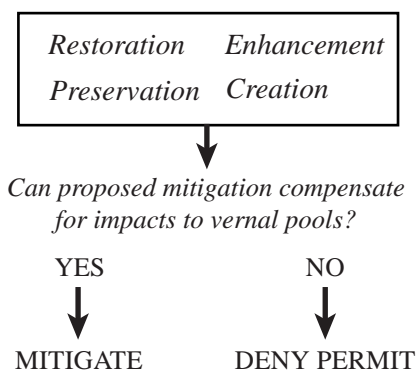 Restoration Enhancement
Preservation Creation
Can proposed mitigation compensate
for impacts to vernal pools?
YES NO
MITIGATE DENY PERMIT